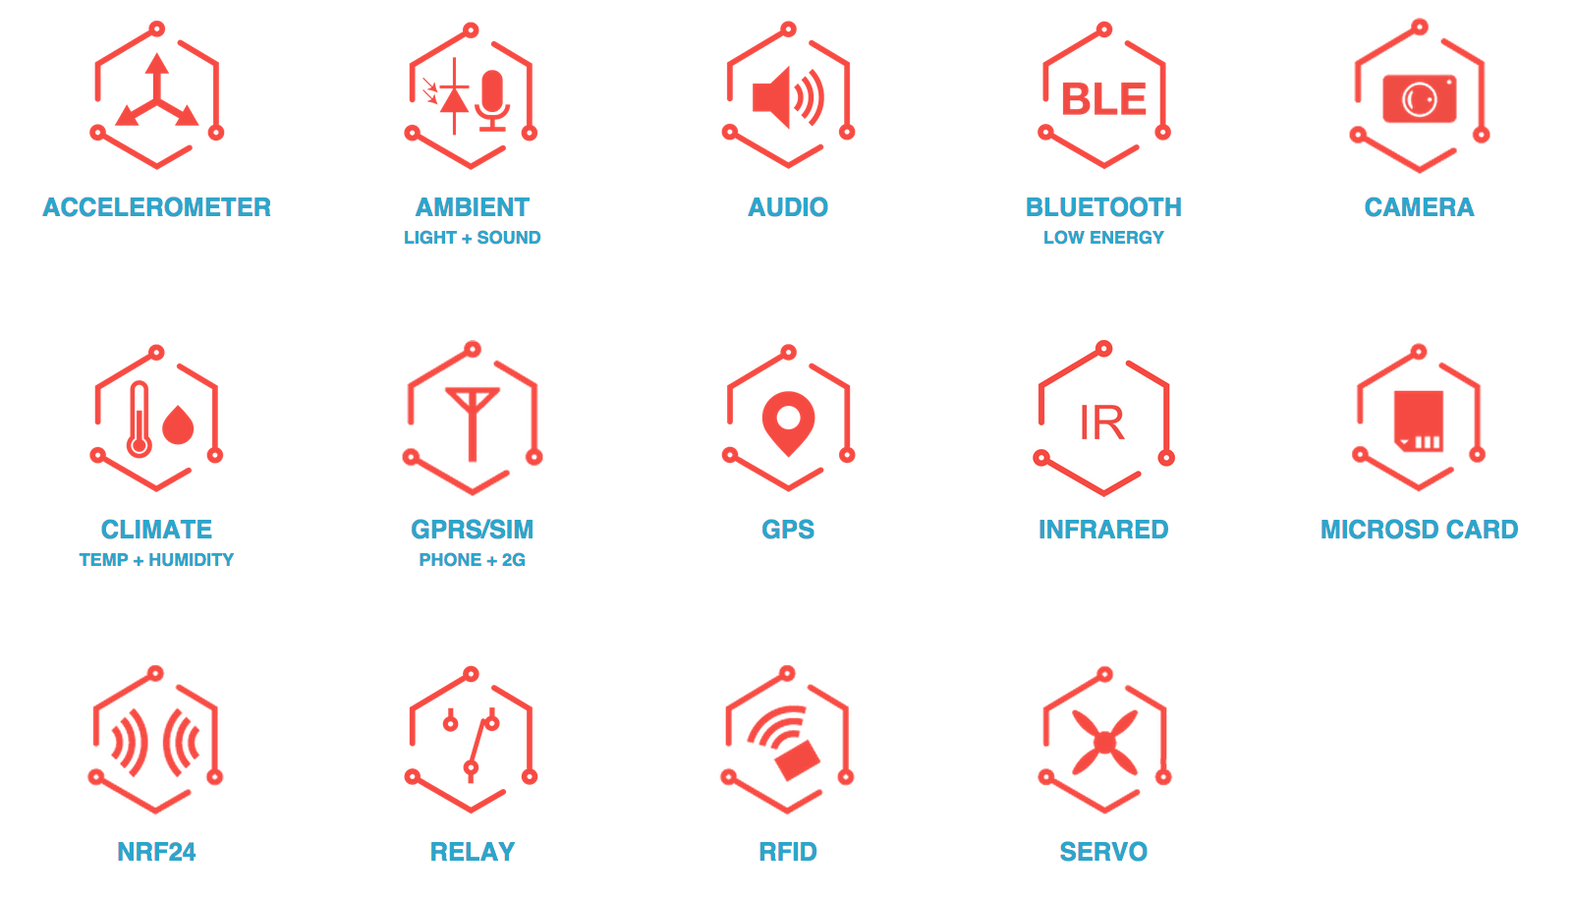 BLE
ACCELEROMETER
AMBIENT
LIGHT + SOUND
AUDIO
BLUETOOTH
LOW ENERGY
CAMERA
IR
CLIMATE
TEMP + HUMIDITY
GPRS/SIM
PHONE + 2G
GPS
INFRARED
MICROSD CARD
NRF24
RELAY
RFID
SERVO